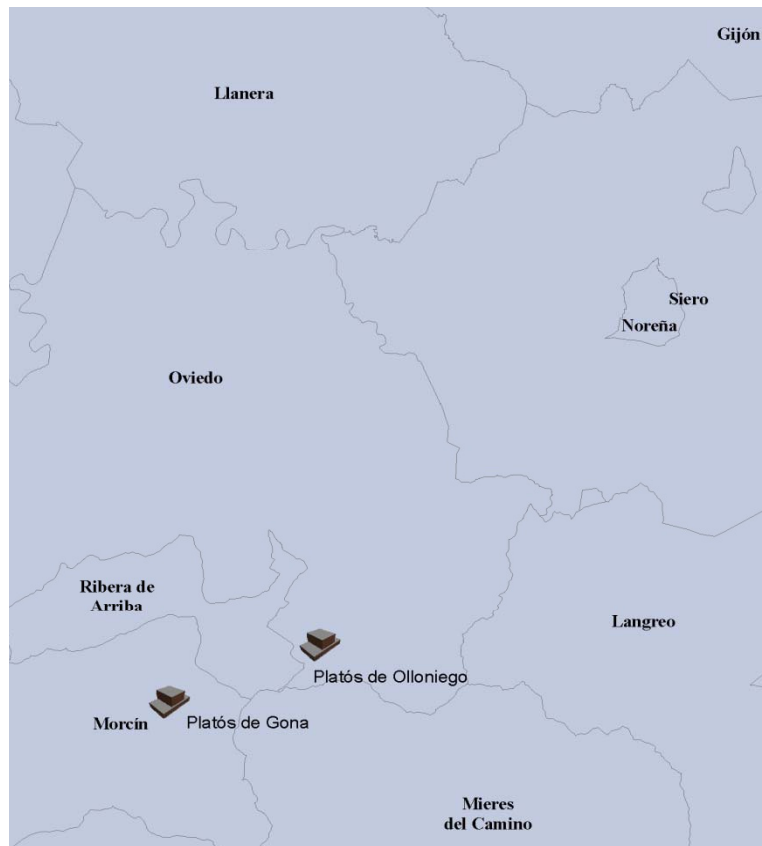 Gijón
Llanera
Siero
Noreña
Oviedo
Ribera de
Arriba
Langreo
Platós de Olloniego
Morcín
Platós de Gona
Mieres
del Camino